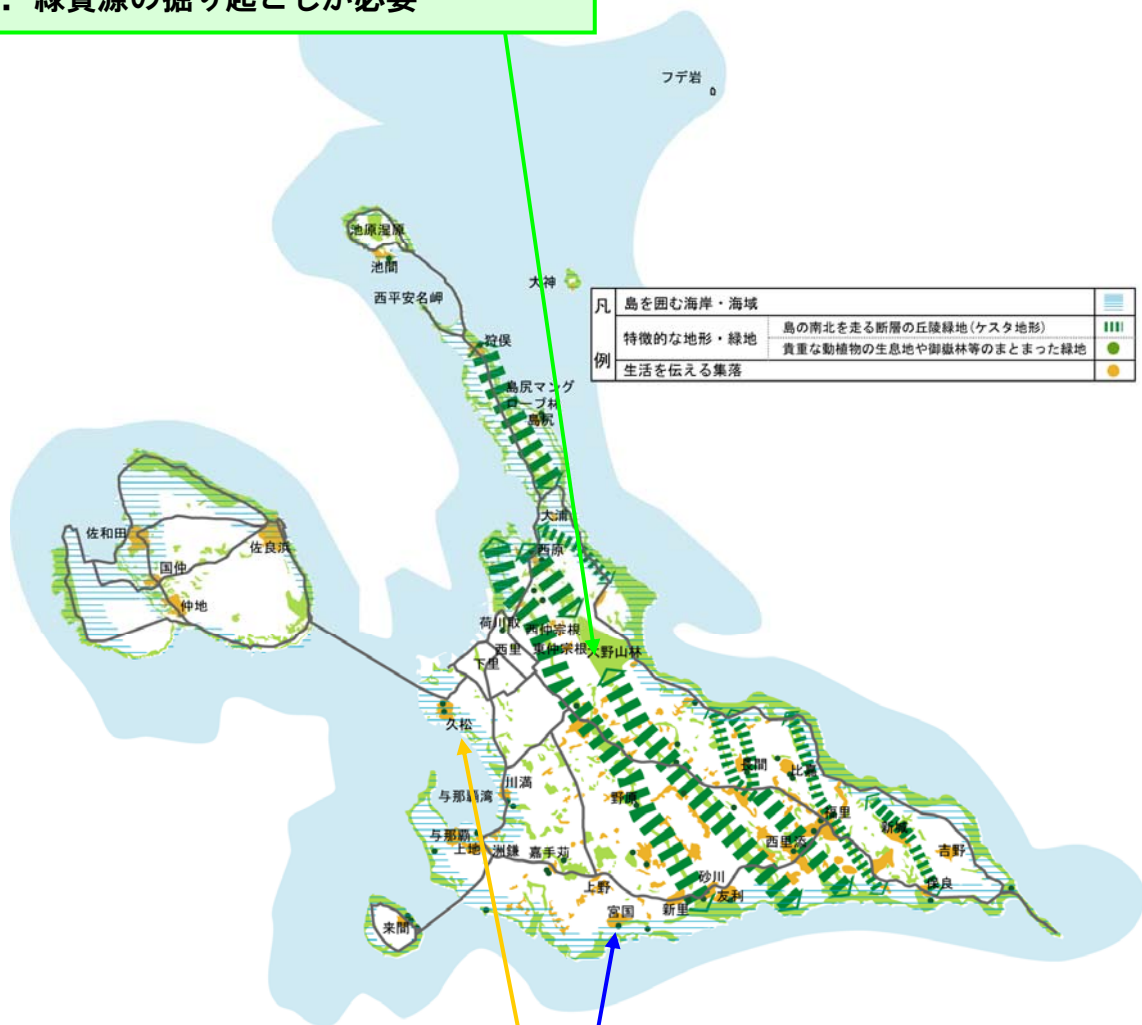 ．緑資源の掘り起こしが必要
フデ岩
池原湿原
池間
大神
西平安名岬
凡例
島を囲む海岸・海域
特徴的な地形・緑地
島の南北を走る断層の丘陵緑地(ケスタ地形)
貴重な動植物の生息地や御嶽林等のまとまった緑地
生活を伝える集落
狩俣
島尻マング
ローブ林
島尻
大浦
佐和田
佐良浜
西原
国仲
仲地
荷川取
西仲宗根
西里
東仲宗根
大野山林
下里
久松
長間
比嘉
川満
与那覇湾
野原
福里
新城
与那覇
西里添
吉野
上地
洲鎌
嘉手苅
保良
砂川
上野
友利
宮国
新里
来間